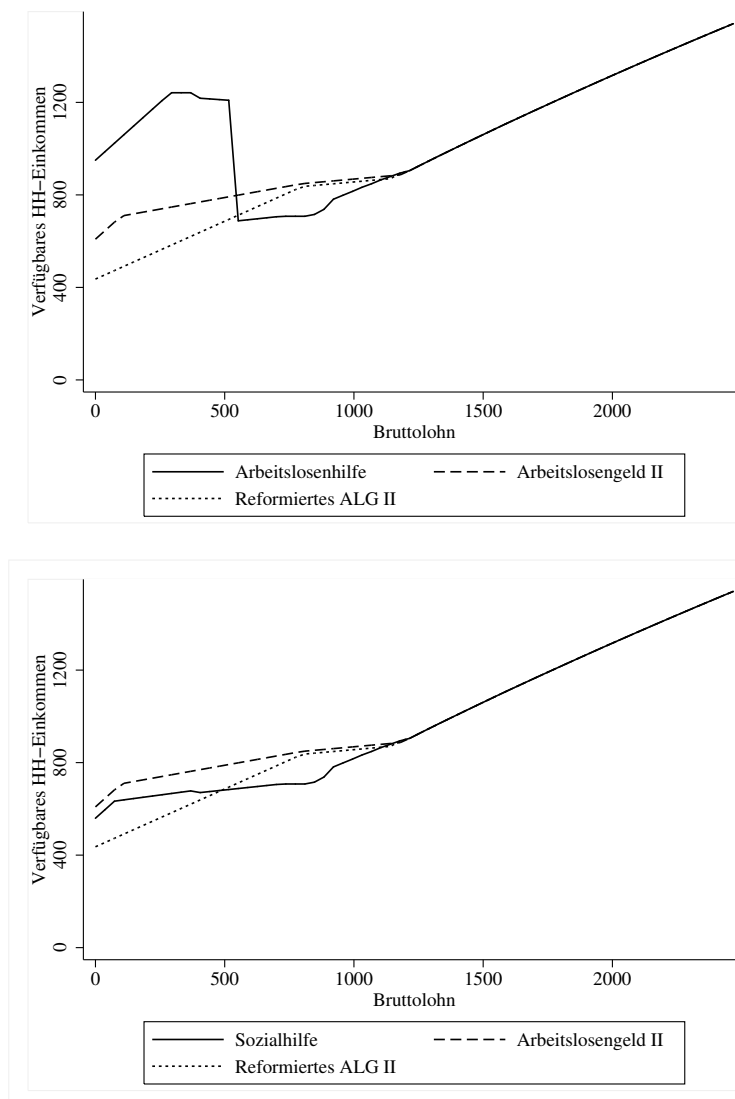 Verfügbares HH−Einkommen
1200
800
400
0
0 500 1000 1500 2000
Bruttolohn
Arbeitslosenhilfe Arbeitslosengeld II
Reformiertes ALG II
Verfügbares HH−Einkommen
1200
800
400
0
0 500 1000 1500 2000
Bruttolohn
Sozialhilfe Arbeitslosengeld II
Reformiertes ALG II